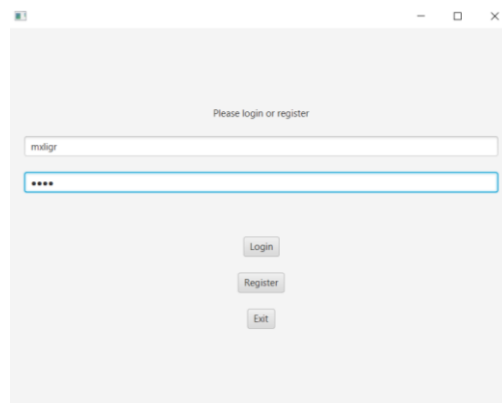 Please login or register
mxligr
••••
Login
Register
Exit